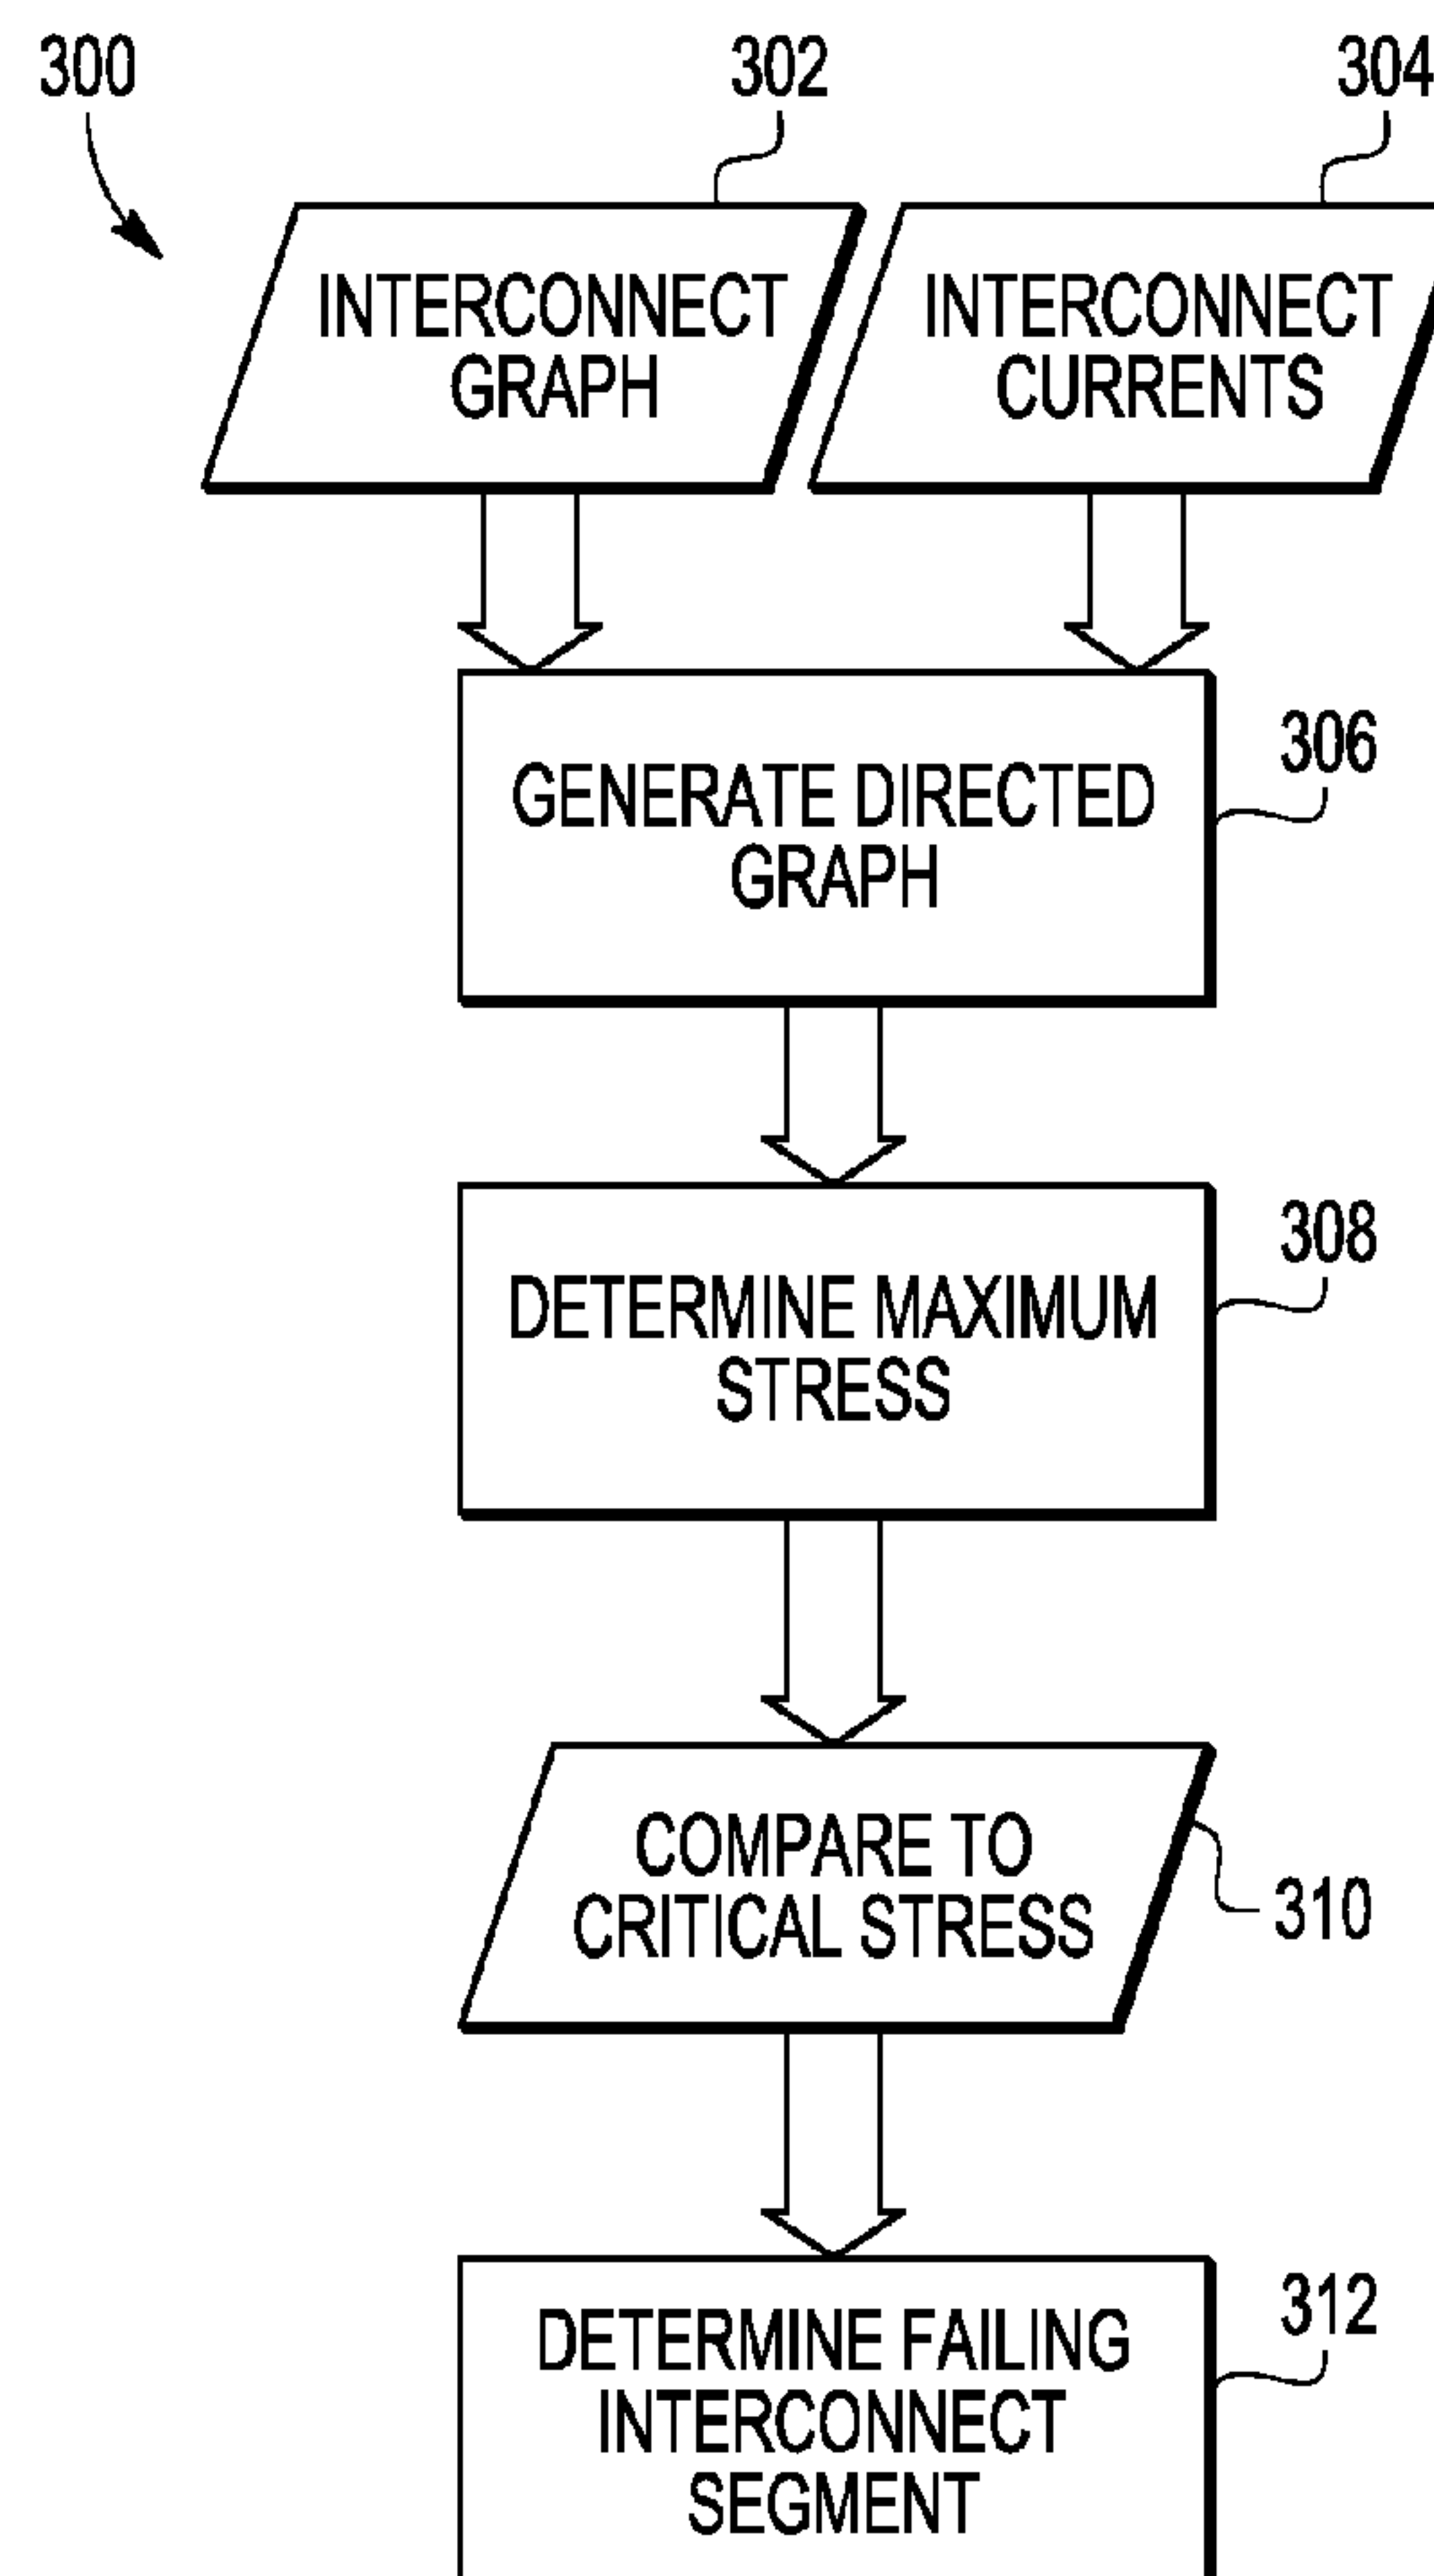 300
302
304
INTERCONNECT
GRAPH
INTERCONNECT
CURRENTS
GENERATE DIRECTED
GRAPH
306
DETERMINE MAXIMUM
STRESS
308
COMPARE TO
CRITICAL STRESS
310
DETERMINE FAILING
INTERCONNECT
SEGMENT
312